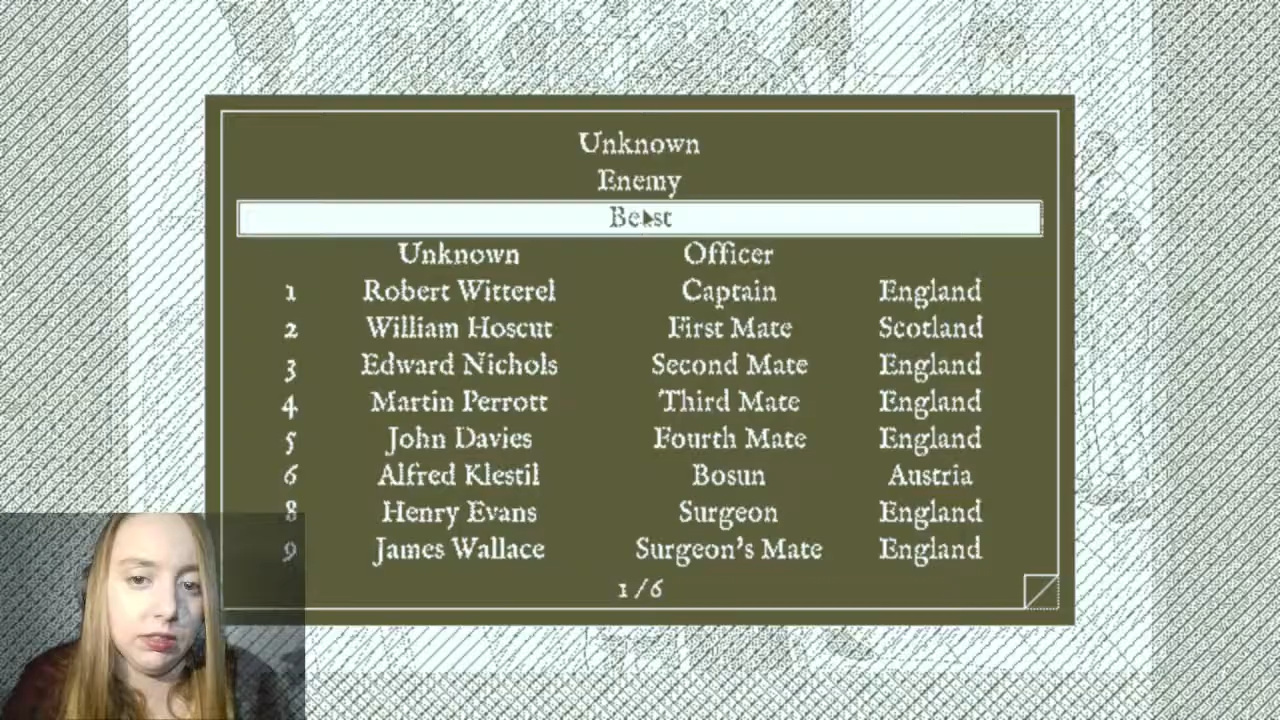 Unknown
Enemy
Beast
Unknown Officer
1 Robert Witterel Captain England
2 William Hoscut First Mate Scotland
3 Edward Nichols Second Mate England
4 Martin Perrott Third Mate England
5 John Davies Fourth Mate England
6 Alfred Klestil Bosun Austria
8 Henry Evans Surgeon England
9 James Wallace Surgeon's Mate England
1/6